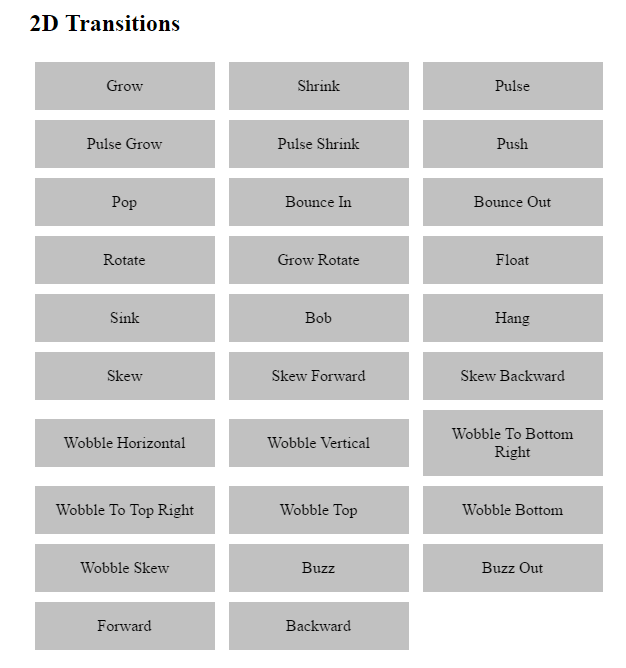 2D Transitions
Grow
Shrink
Pulse
Pulse Grow
Pulse Shrink
Push
Pop
Bounce In
Bounce Out
Rotate
Grow Rotate
Float
Sink
Bob
Hang
Skew
Skew Forward
Skew Backward
Wobble Horizontal
Wobble Vertical
Wobble To Bottom
Right
Wobble To Top Right
Wobble Top
Wobble Bottom
Wobble Skew
Buzz
Buzz Out
Forward
Backward